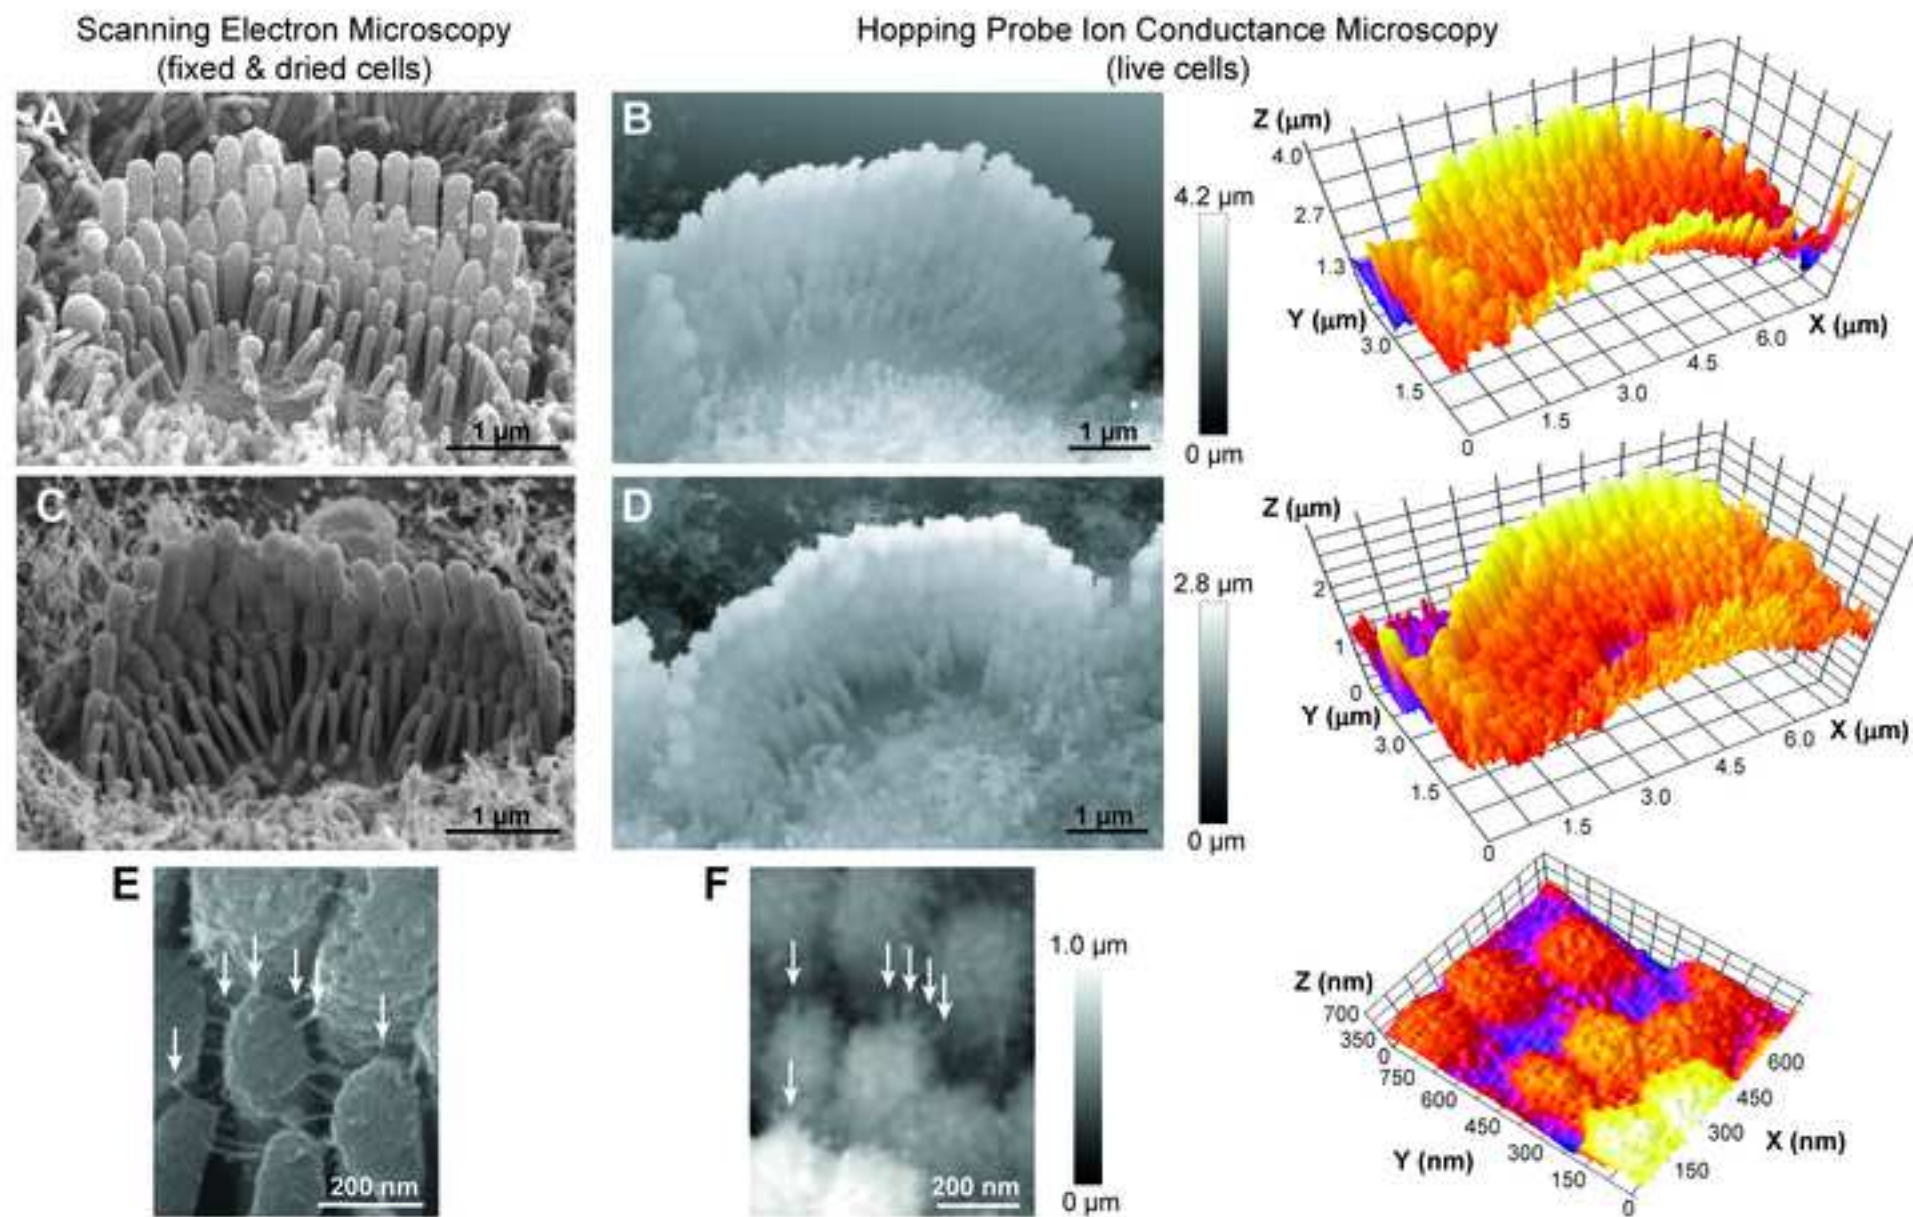 Scanning Electron Microscopy
(fixed & dried cells)
Hopping Probe Ion Conductance Microscopy
(live cells)
A
1 µm
B
1 µm
4.2 µm
0 µm
Z (µm)
4.0
2.7
1.3
Y (µm)
3.0
1.5
0
1.5
3.0
4.5
6.0
X (µm)
C
1 µm
D
1 µm
2.8 µm
0 µm
Z (µm)
2
1
0
Y (µm)
3.0
1.5
0
1.5
3.0
4.5
6.0
X (µm)
E
200 nm
F
200 nm
1.0 µm
0 µm
Z (nm)
700
350
0
750
600
450
300
150
Y (nm)
0
150
300
450
600
X (nm)